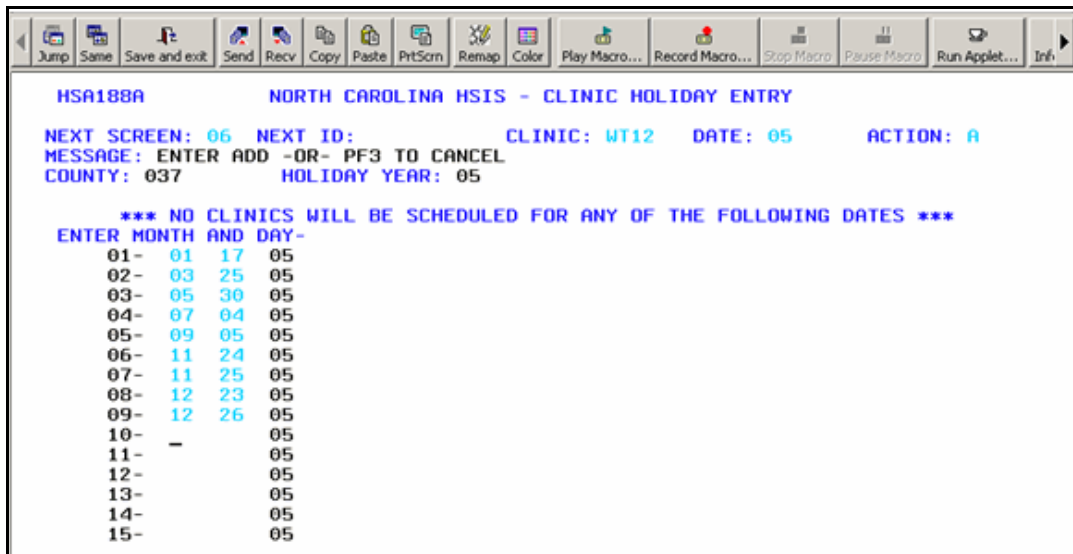 Jump Same Save and exit Send Recv Copy Paste PrtScrn Remap Color Play Macro... Record Macro... Stop Macro Pause Macro Run Applet...
HSA188A NORTH CAROLINA HSIS - CLINIC HOLIDAY ENTRY
NEXT SCREEN: 06 NEXT ID: CLINIC: WT12 DATE: 05 ACTION: A
MESSAGE: ENTER ADD -OR- PF3 TO CANCEL
COUNTY: 037 HOLIDAY YEAR: 05
*** NO CLINICS WILL BE SCHEDULED FOR ANY OF THE FOLLOWING DATES ***
ENTER MONTH AND DAY-
01- 01 17 05
02- 03 25 05
03- 05 30 05
04- 07 04 05
05- 09 05 05
06- 11 24 05
07- 11 25 05
08- 12 23 05
09- 12 26 05
10- _ 05
11- 05
12- 05
13- 05
14- 05
15- 05